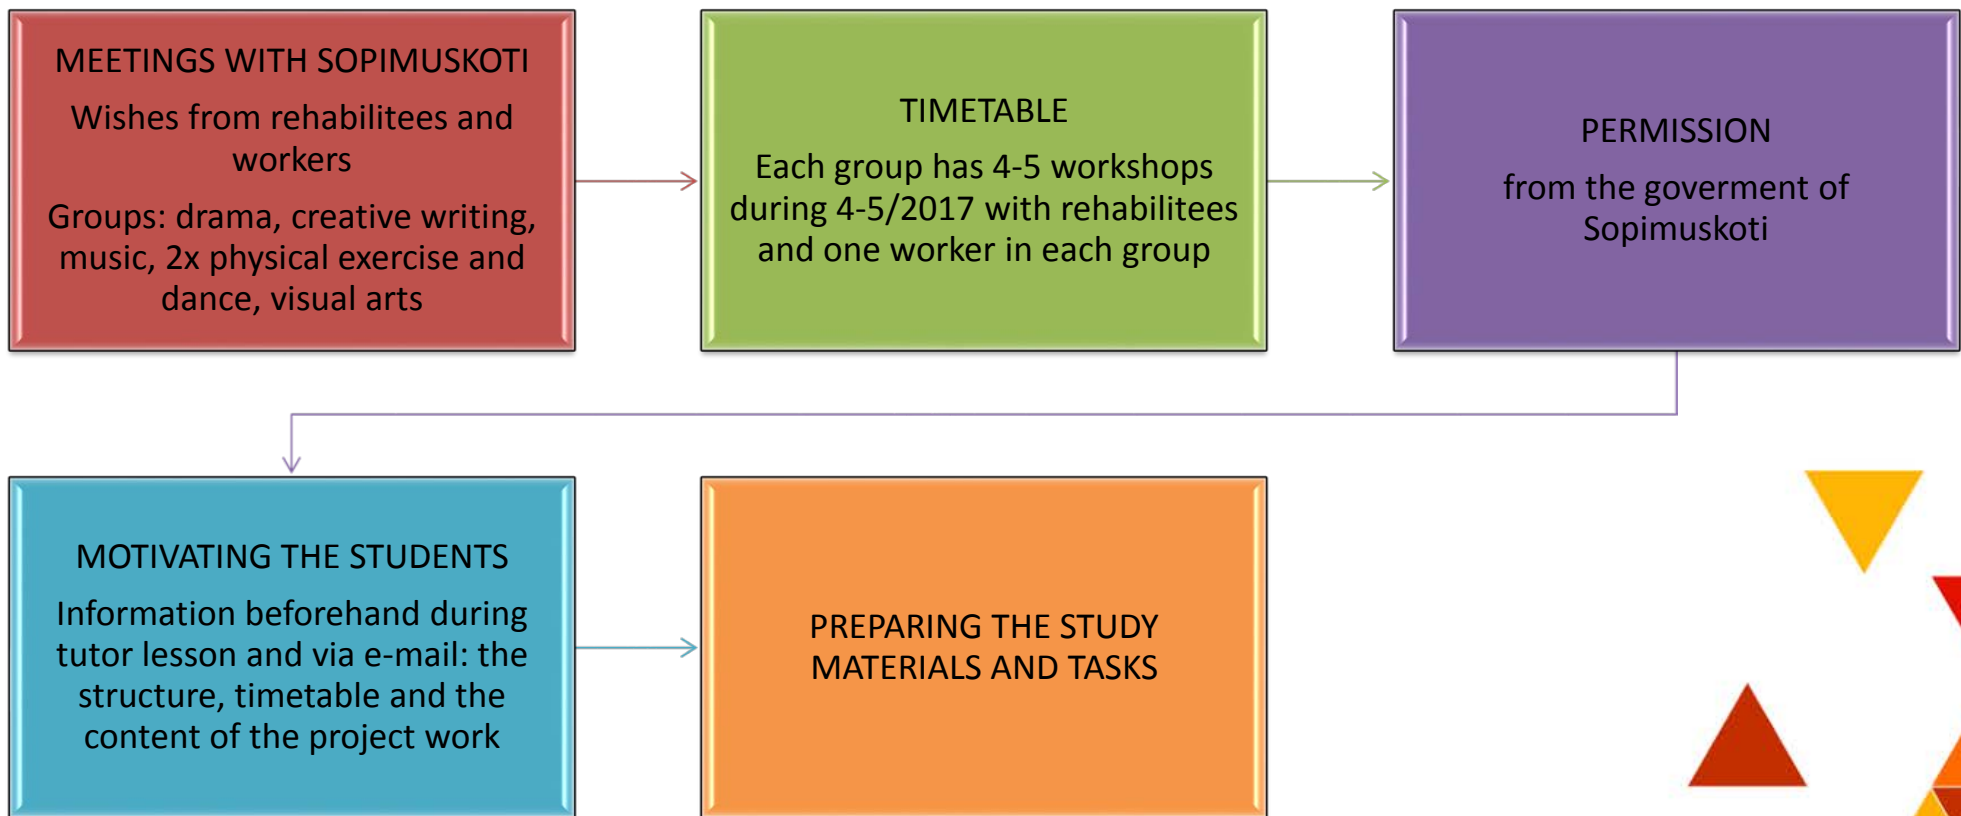 MEETINGS WITH SOPIMUSKOTI
Wishes from rehabilitees and
workers
Groups: drama, creative writing,
music, 2x physical exercise and
dance, visual arts
TIMETABLE
Each group has 4-5 workshops
during 4-5/2017 with rehabilitees
and one worker in each group
PERMISSION
from the goverment of
Sopimuskoti
MOTIVATING THE STUDENTS
Information beforehand during
tutor lesson and via e-mail: the
structure, timetable and the
content of the project work
PREPARING THE STUDY
MATERIALS AND TASKS